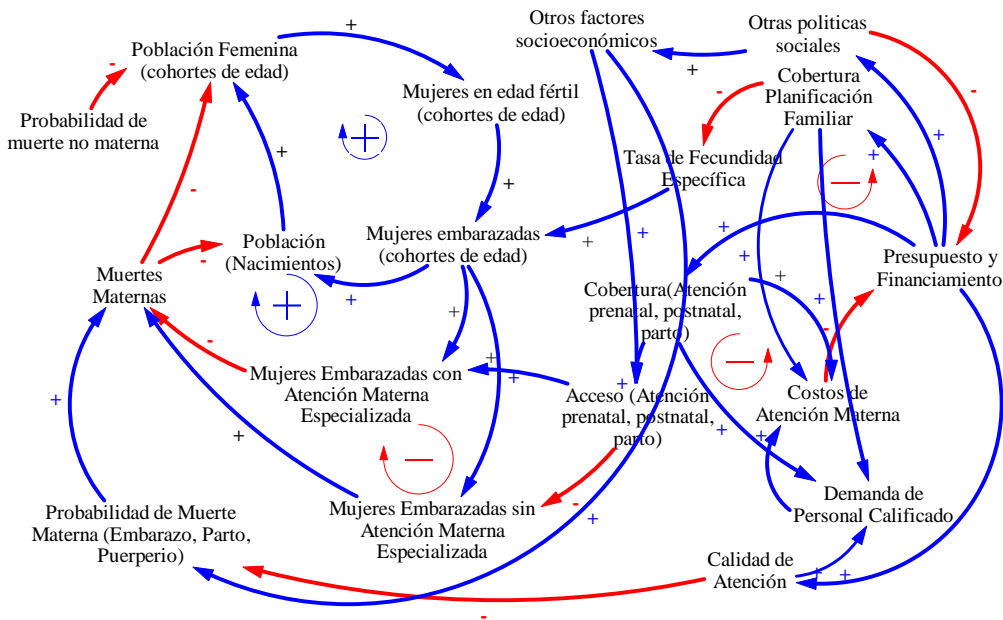 Otros factores
socioeconómicos
Otras politicas
sociales
Población Femenina
(cohortes de edad)
Mujeres en edad fértil
(cohortes de edad)
Cobertura
Planificación
Familiar
Probabilidad de
muerte no materna
Tasa de Fecundidad
Específica
Población
(Nacimientos)
Mujeres embarazadas
(cohortes de edad)
Presupuesto y
Financiamiento
Muertes
Maternas
Cobertura(Atención
prenatal, postnatal,
parto)
Mujeres Embarazadas con
Atención Materna
Especializada
Acceso (Atención
prenatal, postnatal,
parto)
Costos de
Atención Materna
Probabilidad de Muerte
Materna (Embarazo, Parto,
Puerperio)
Mujeres Embarazadas sin
Atención Materna
Especializada
Demanda de
Personal Calificado
Calidad de
Atención